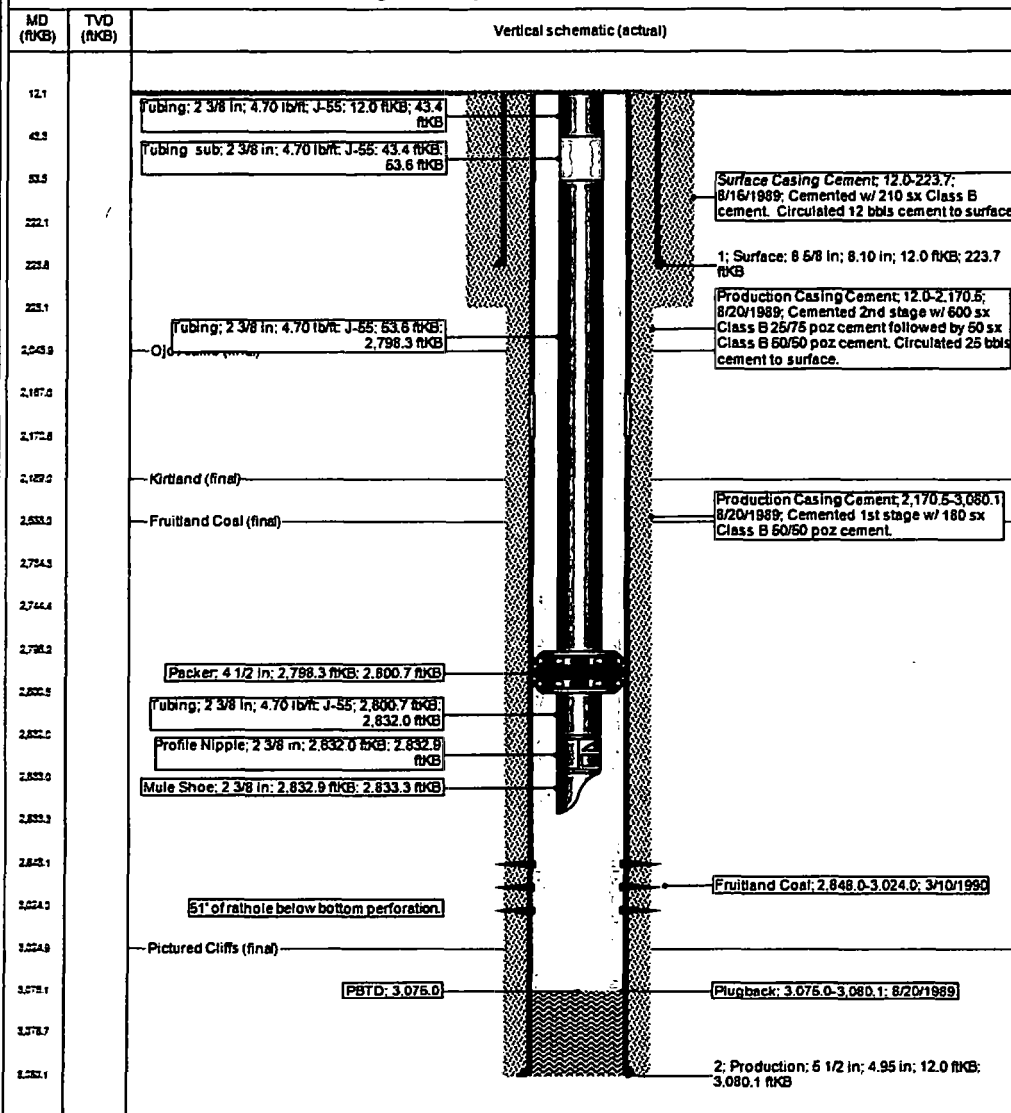 MD (ftKB)
TVD (ftKB)
Vertical schematic (actual)
12.1
Tubing; 2 3/8 in; 4.70 lb/ft; J-55; 12.0 ftKB; 43.4
ftKB
Tubing sub; 2 3/8 in; 4.70 lb/ft; J-55; 43.4 ftKB;
53.6 ftKB
Surface Casing Cement; 12.0-223.7;
8/16/1989; Cemented w/ 210 sx Class B
cement. Circulated 12 bbls cement to surface
222.1
1; Surface; 8 5/8 in; 8.10 in; 12.0 ftKB; 223.7
ftKB
Production Casing Cement; 12.0-2,170.5;
8/20/1989; Cemented 2nd stage w/ 600 sx
Class B 25/75 poz cement followed by 50 sx
Class B 50/50 poz cement. Circulated 25 bbls
cement to surface.
Tubing; 2 3/8 in; 4.70 lb/ft; J-55; 53.6 ftKB;
2,798.3 ftKB
Kirtland (final)
Fruitland Coal (final)
Production Casing Cement; 2,170.5-3,080.1
8/20/1989; Cemented 1st stage w/ 180 sx
Class B 50/50 poz cement.
2,744.4
2,798.2
Packer; 4 1/2 in; 2,798.3 ftKB; 2,800.7 ftKB
Tubing; 2 3/8 in; 4.70 lb/ft; J-55; 2,800.7 ftKB;
2,832.0 ftKB
Profile Nipple; 2 3/8 in; 2,832.0 ftKB; 2,832.9
ftKB
Mule Shoe; 2 3/8 in; 2,832.9 ftKB; 2,833.3 ftKB
Fruitland Coal; 2,848.0-3,024.0; 3/10/1990
51' of rathole below bottom perforation.
Pictured Cliffs (final)
PBTD; 3,075.0
Plugback; 3,075.0-3,080.1; 8/20/1989
2; Production; 5 1/2 in; 4.95 in; 12.0 ftKB;
3,080.1 ftKB